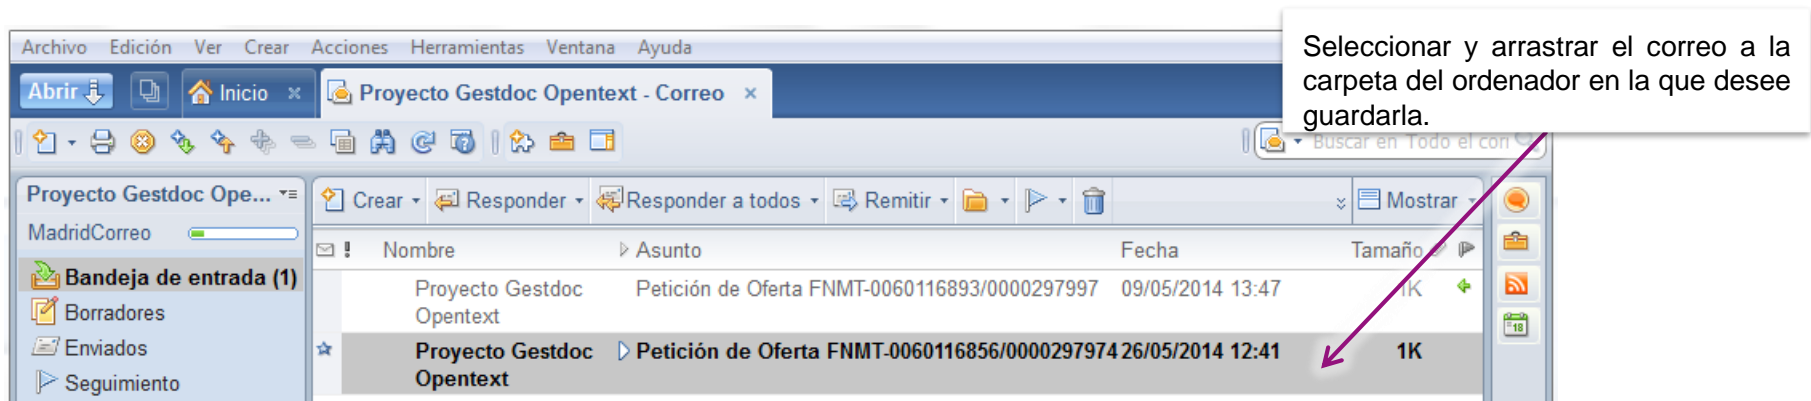 Archivo Edición Ver Crear Acciones Herramientas Ventana Ayuda
Seleccionar y arrastrar el correo a la
carpeta del ordenador en la que desee
guardarla.
Abrir Inicio Proyecto Gestdoc Opentext - Correo
Buscar en Todo el corr
Proyecto Gestdoc Ope...
Crear Responder Responder a todos Remitir Mostrar
MadridCorreo
Nombre Asunto Fecha Tamaño
Bandeja de entrada (1)
Borradores
Enviados
Seguimiento
Proyecto Gestdoc Petición de Oferta FNMT-0060116893/0000297997 09/05/2014 13:47 1K
Opentext
Proyecto Gestdoc Petición de Oferta FNMT-0060116856/0000297974 26/05/2014 12:41 1K
Opentext
18